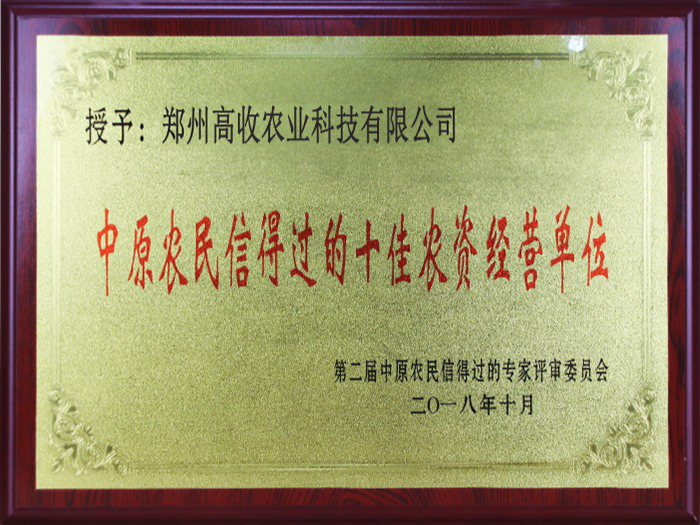 授予：郑州高收农业科技有限公司
中原农民信得过的十佳农资经营单位
第二届中原农民信得过的专家评审委员会
二〇一八年十月